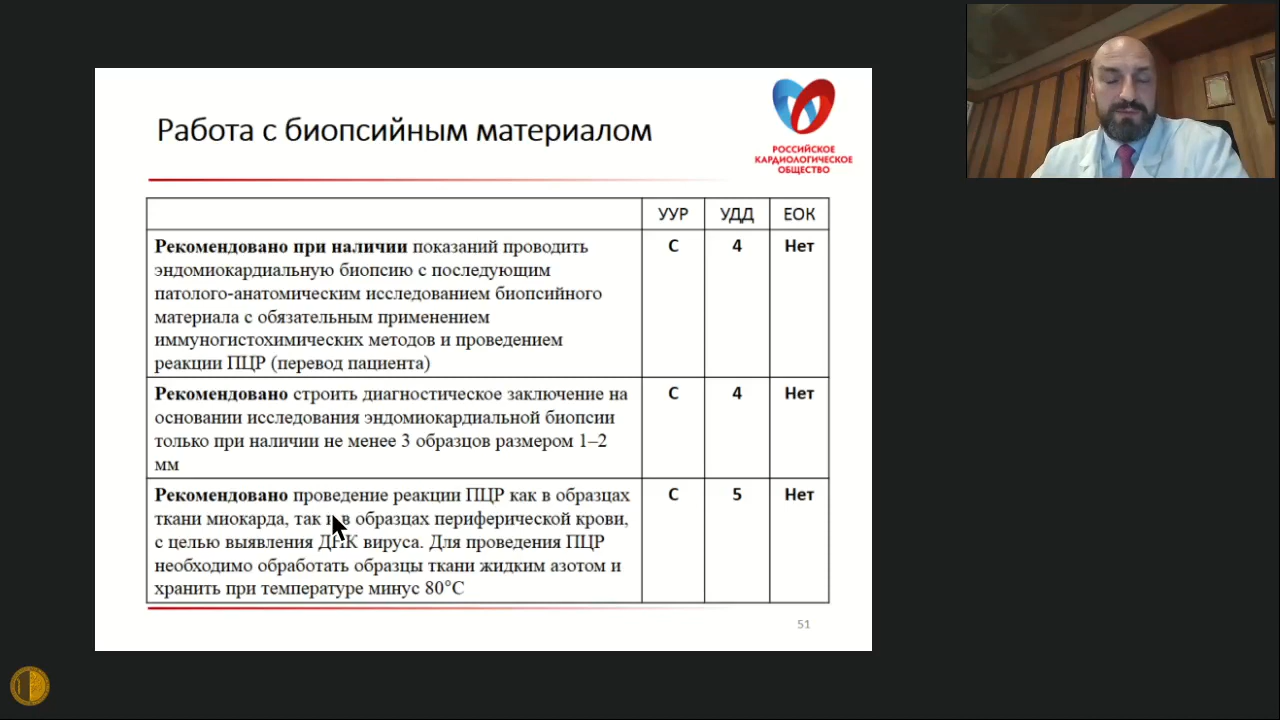 Работа с биопсийным материалом
РОССИЙСКОЕ
КАРДИОЛОГИЧЕСКОЕ
ОБЩЕСТВО
УУР УДД ЕОК
Рекомендовано при наличии показаний проводить
эндомиокардиальную биопсию с последующим
патолого-анатомическим исследованием биопсийного
материала с обязательным применением
иммуногистохимических методов и проведением
реакции ПЦР (перевод пациента)
С 4 Нет
Рекомендовано строить диагностическое заключение на
основании исследования эндомиокардиальной биопсии
только при наличии не менее 3 образцов размером 1–2
мм
С 4 Нет
Рекомендовано проведение реакции ПЦР как в образцах
ткани миокарда, так и в образцах периферической крови,
с целью выявления ДНК вируса. Для проведения ПЦР
необходимо обработать образцы ткани жидким азотом и
хранить при температуре минус 80°С
С 5 Нет
51